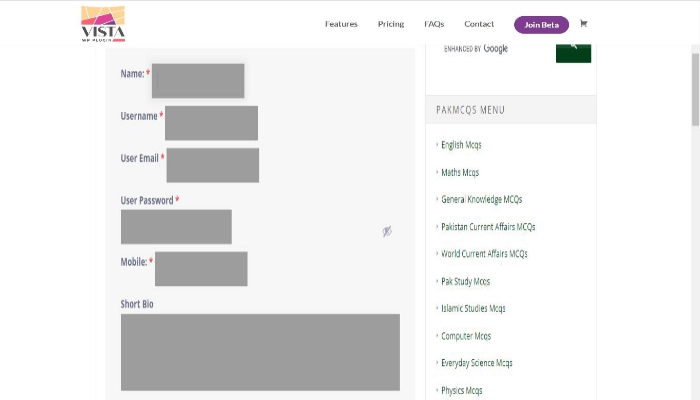 VISTA
WP PLUGIN
Features
Pricing
FAQs
Contact
Join Beta
Name: *
Username *
User Email *
User Password *
Mobile: *
Short Bio
ENHANCED BY Google
PAKMCQS MENU
English Mcqs
Maths Mcqs
General Knowledge MCQs
Pakistan Current Affairs MCQs
World Current Affairs MCQs
Pak Study Mcqs
Islamic Studies Mcqs
Computer Mcqs
Everyday Science Mcqs
Physics Mcqs